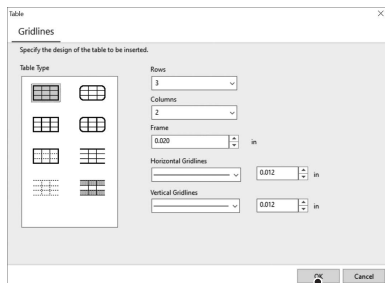 Table
Gridlines
Specify the design of the table to be inserted.
Table Type
Rows
3
Columns
2
Frame
0.020 in
Horizontal Gridlines
0.012 in
Vertical Gridlines
0.012 in
OK Cancel